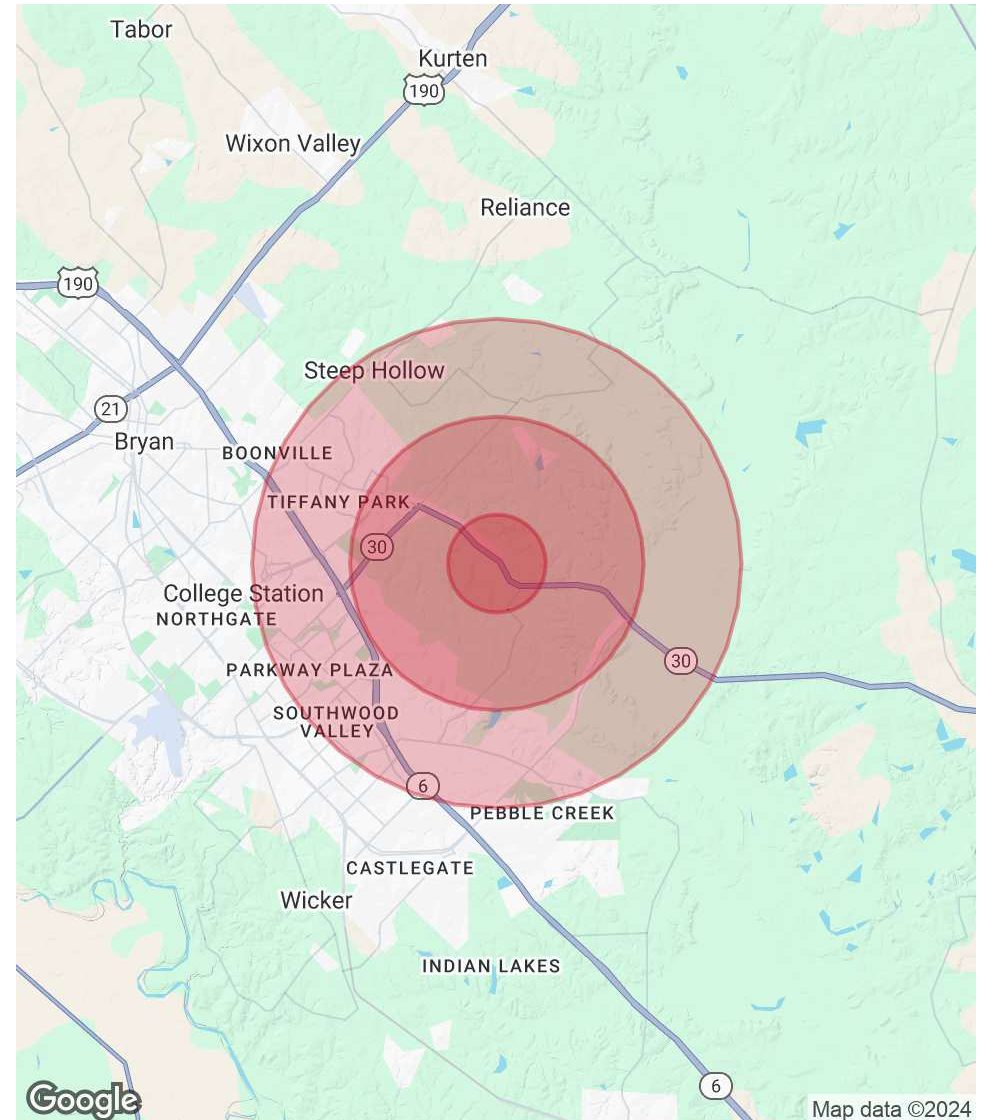 Tabor
Kurten
190
Wixon Valley
Reliance
190
Steep Hollow
21
Bryan
BOONVILLE
TIFFANY PARK
30
College Station
NORTHGATE
30
PARKWAY PLAZA
SOUTHWOOD
VALLEY
6
PEBBLE CREEK
CASTLEGATE
Wicker
INDIAN LAKES
6
Google
Map data ©2024